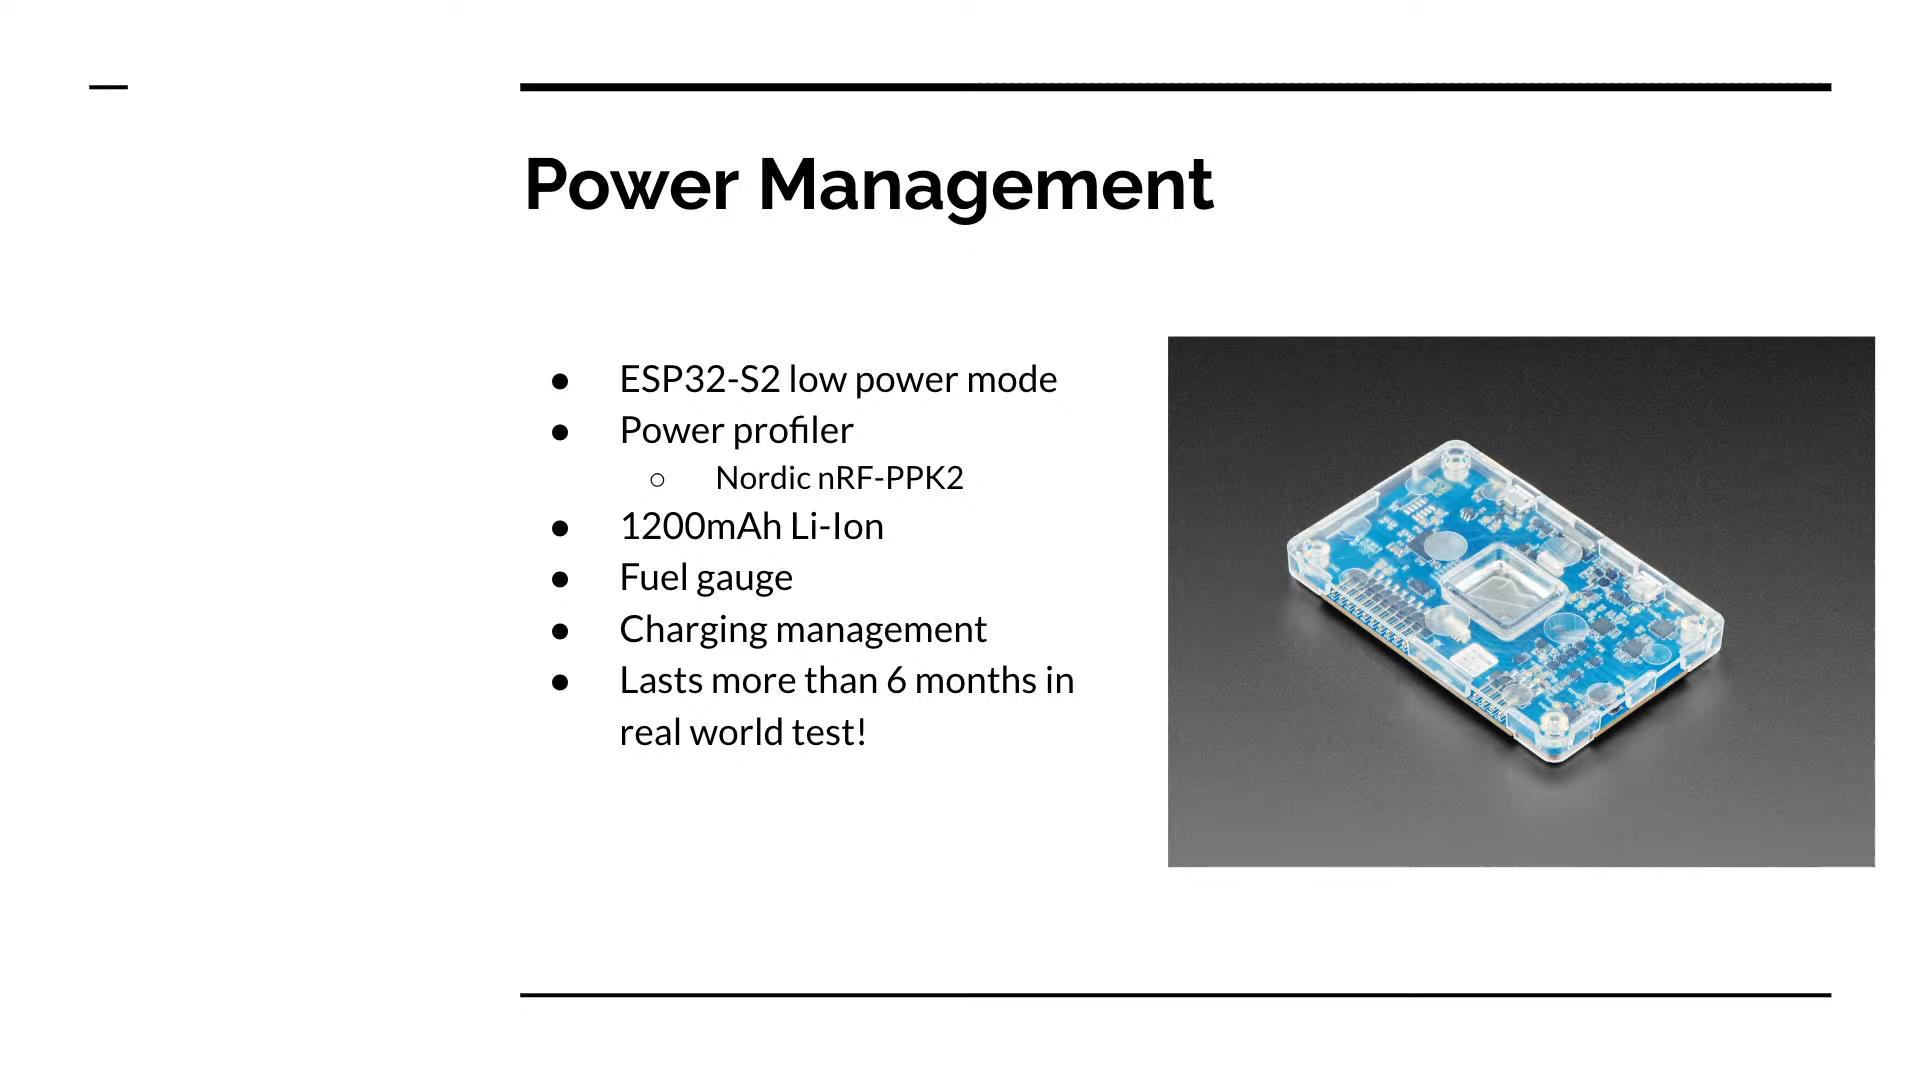 Power Management
● ESP32-S2 low power mode
● Power profiler
○ Nordic nRF-PPK2
● 1200mAh Li-Ion
● Fuel gauge
● Charging management
● Lasts more than 6 months in
real world test!